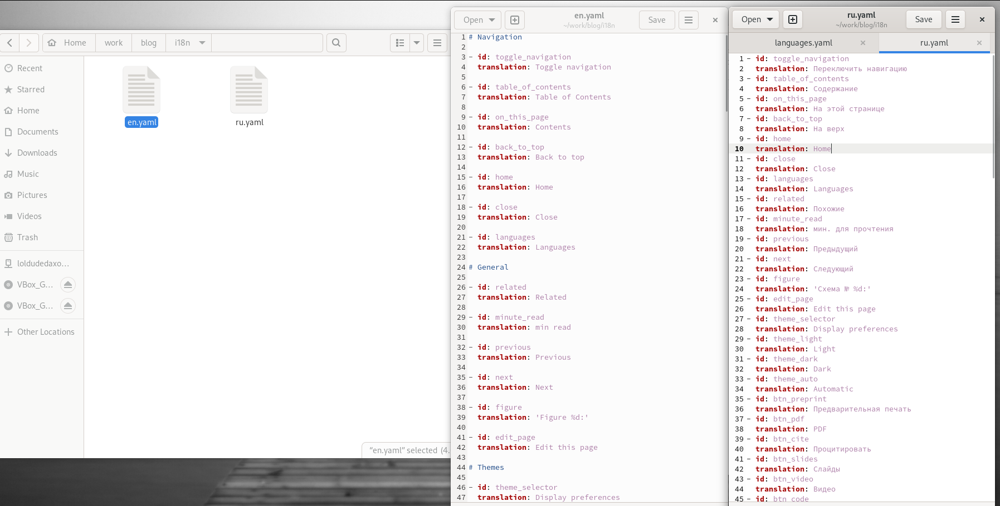 Home work blog i18n
Recent
Starred
Home
Documents
Downloads
Music
Pictures
Videos
Trash
loldudedaxo...
VBox_G...
VBox_G...
Other Locations
en.yaml
ru.yaml
"en.yaml" selected (4.
Open en.yaml Save
~/work/blog/i18n
1 # Navigation
2
3 - id: toggle_navigation
4 translation: Toggle navigation
5
6 - id: table_of_contents
7 translation: Table of Contents
8
9 - id: on_this_page
10 translation: Contents
11
12 - id: back_to_top
13 translation: Back to top
14
15 - id: home
16 translation: Home
17
18 - id: close
19 translation: Close
20
21 - id: languages
22 translation: Languages
23
24 # General
25
26 - id: related
27 translation: Related
28
29 - id: minute_read
30 translation: min read
31
32 - id: previous
33 translation: Previous
34
35 - id: next
36 translation: Next
37
38 - id: figure
39 translation: 'Figure %d:'
40
41 - id: edit_page
42 translation: Edit this page
43
44 # Themes
45
46 - id: theme_selector
47 translation: Display preferences
Open ru.yaml Save
~/work/blog/i18n
languages.yaml ru.yaml
1 - id: toggle_navigation
2 translation: Переключить навигацию
3 - id: table_of_contents
4 translation: Содержание
5 - id: on_this_page
6 translation: На этой странице
7 - id: back_to_top
8 translation: На верх
9 - id: home
10 translation: Home
11 - id: close
12 translation: Close
13 - id: languages
14 translation: Languages
15 - id: related
16 translation: Похожие
17 - id: minute_read
18 translation: мин. для прочтения
19 - id: previous
20 translation: Предыдущий
21 - id: next
22 translation: Следующий
23 - id: figure
24 translation: 'Схема № %d:'
25 - id: edit_page
26 translation: Edit this page
27 - id: theme_selector
28 translation: Display preferences
29 - id: theme_light
30 translation: Light
31 - id: theme_dark
32 translation: Dark
33 - id: theme_auto
34 translation: Automatic
35 - id: btn_preprint
36 translation: Предварительная печать
37 - id: btn_pdf
38 translation: PDF
39 - id: btn_cite
40 translation: Процитировать
41 - id: btn_slides
42 translation: Слайды
43 - id: btn_video
44 translation: Видео
45 - id: btn_code